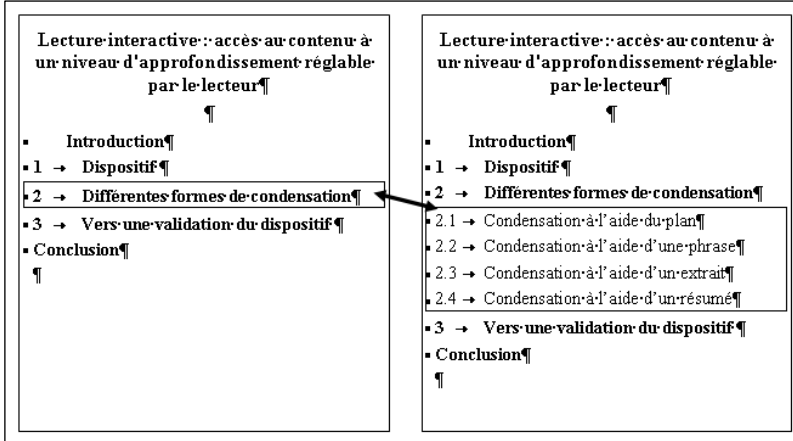 Lecture·interactive·:·accès·au·contenu·à·
un·niveau·d'approfondissement·réglable·
par·le·lecteur¶
¶
▪ Introduction¶
▪ 1 → Dispositif¶
▪ 2 → Différentes·formes·de·condensation¶
▪ 3 → Vers·une·validation·du·dispositif¶
▪ Conclusion¶
¶
Lecture·interactive·:·accès·au·contenu·à·
un·niveau·d'approfondissement·réglable·
par·le·lecteur¶
¶
▪ Introduction¶
▪ 1 → Dispositif¶
▪ 2 → Différentes·formes·de·condensation¶
▪ 2.1 → Condensation·à·l’aide·du·plan¶
▪ 2.2 → Condensation·à·l’aide·d’une·phrase¶
▪ 2.3 → Condensation·à·l’aide·d’un·extrait¶
▪ 2.4 → Condensation·à·l’aide·d’un·résumé¶
▪ 3 → Vers·une·validation·du·dispositif¶
▪ Conclusion¶
¶